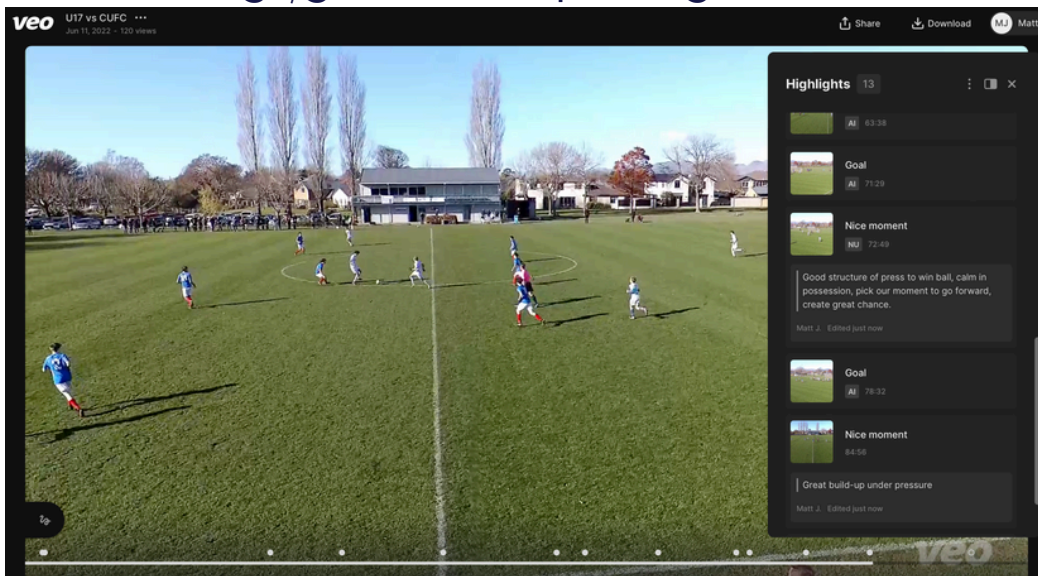 veo
U17 vs CUFC ...
Jun 11, 2022 - 120 views
Share
Download
MJ
Matt
Highlights 13
AI 63:38
Goal
AI 71:29
Nice moment
NU 72:49
Good structure of press to win ball, calm in
possession, pick our moment to go forward,
create great chance.
Matt J. Edited just now
Goal
AI 78:32
Nice moment
84:56
Great build-up under pressure
Matt J. Edited just now
veo